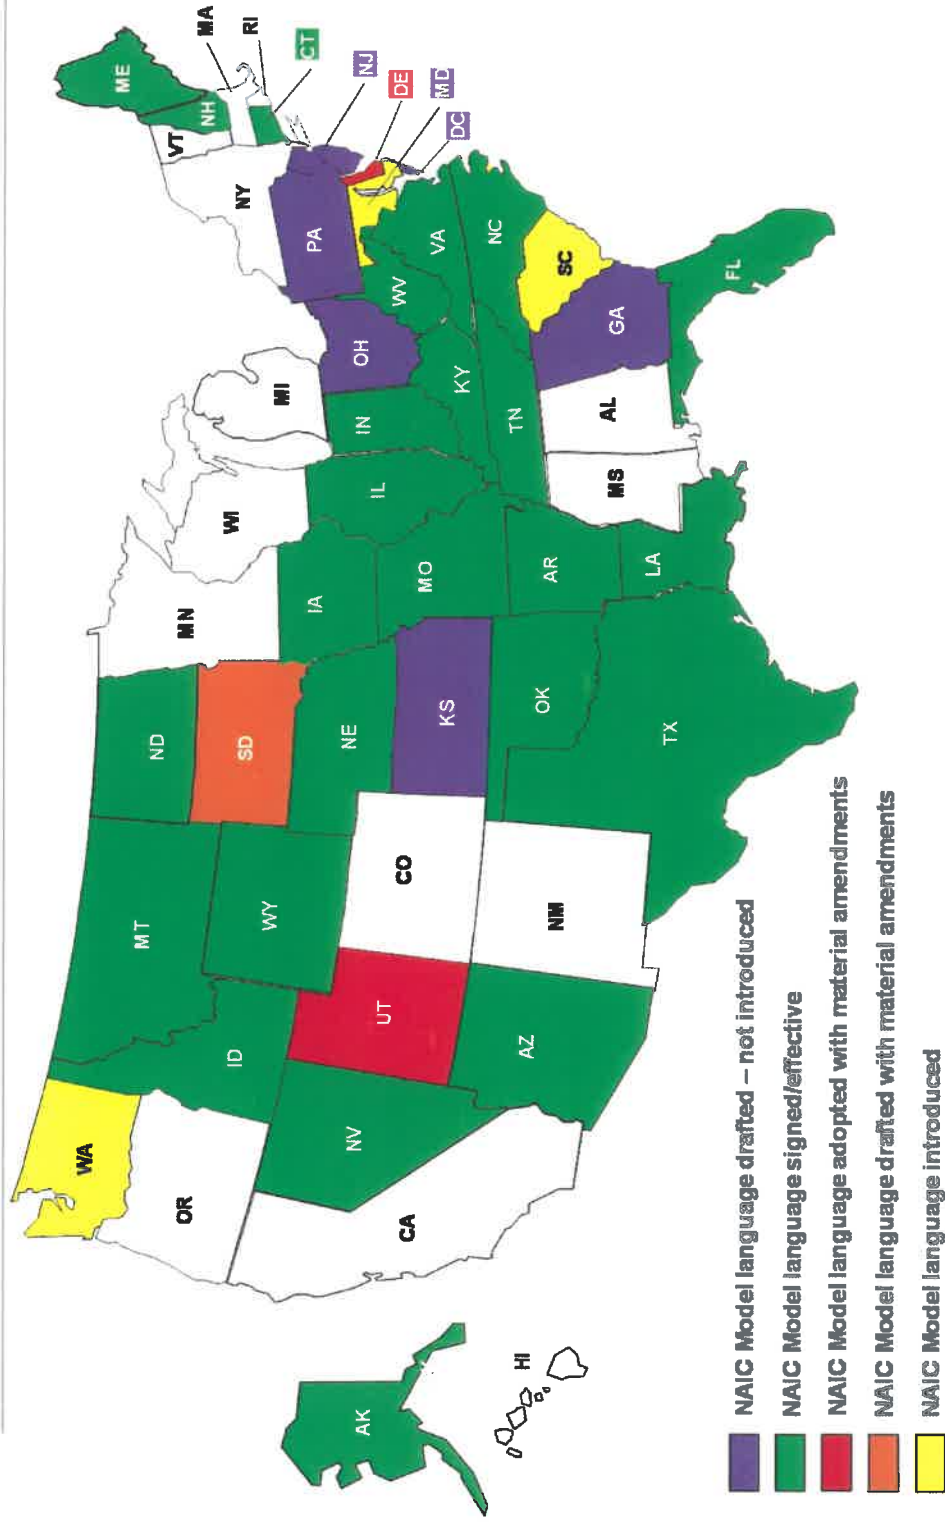 WA
OR
CA
NV
ID
MT
WY
UT
AZ
CO
NM
ND
SD
NE
KS
OK
TX
MN
IA
MO
AR
LA
WI
IL
MI
IN
KY
TN
MS
AL
OH
WV
VA
NC
SC
GA
FL
PA
NY
VT
NH
ME
MA
RI
CT
NJ
DE
MD
DC
AK
HI
NAIC Model language drafted – not introduced
NAIC Model language signed/effective
NAIC Model language adopted with material amendments
NAIC Model language drafted with material amendments
NAIC Model language introduced